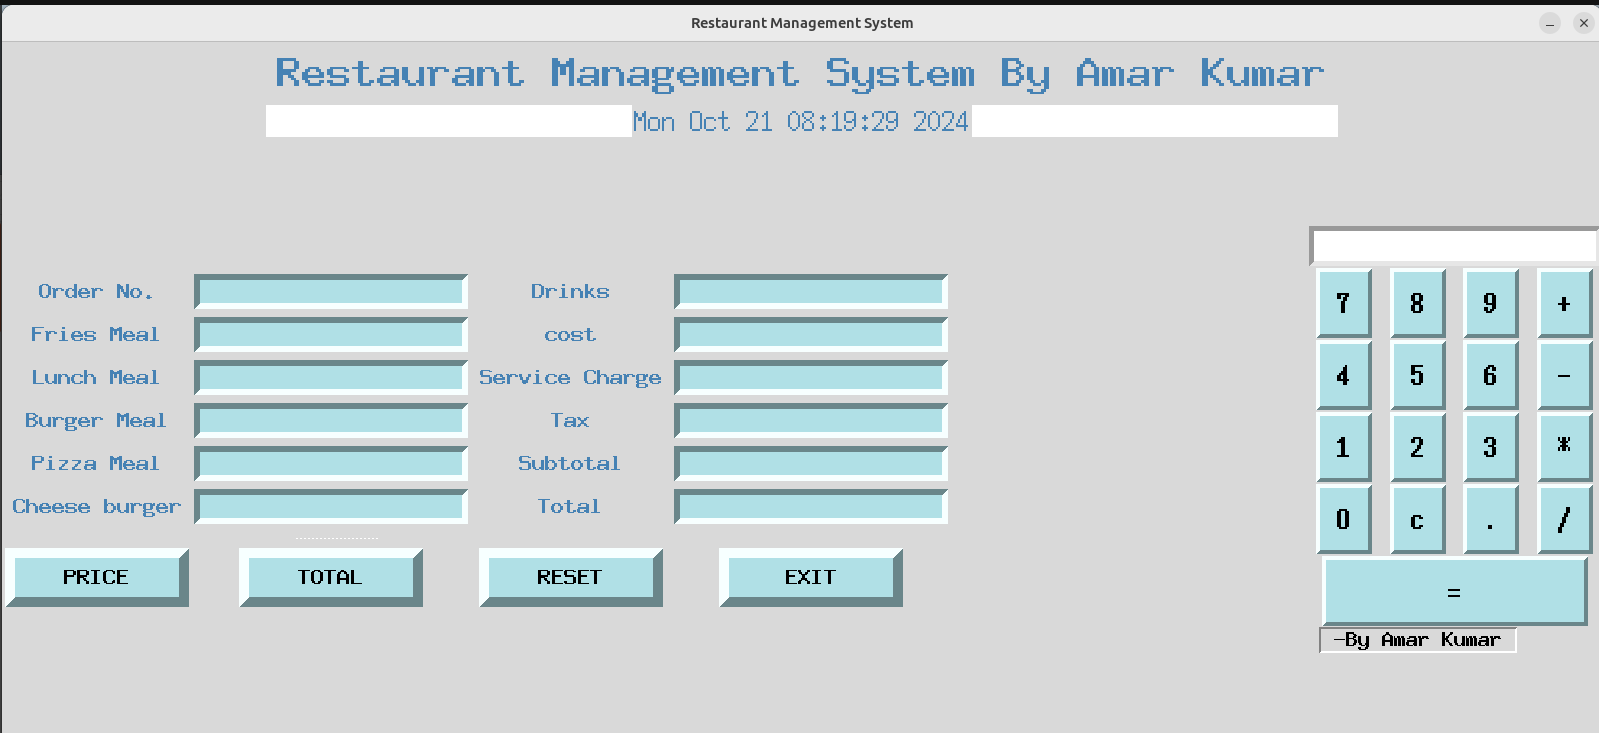 Restaurant Management System
Restaurant Management System By Amar Kumar
Mon Oct 21 08:19:29 2024
Order No.
Drinks
Fries Meal
cost
Lunch Meal
Service Charge
Burger Meal
Tax
Pizza Meal
Subtotal
Cheese burger
Total
PRICE TOTAL RESET EXIT
7 8 9 +
4 5 6 -
1 2 3 *
0 c . /
=
-By Amar Kumar